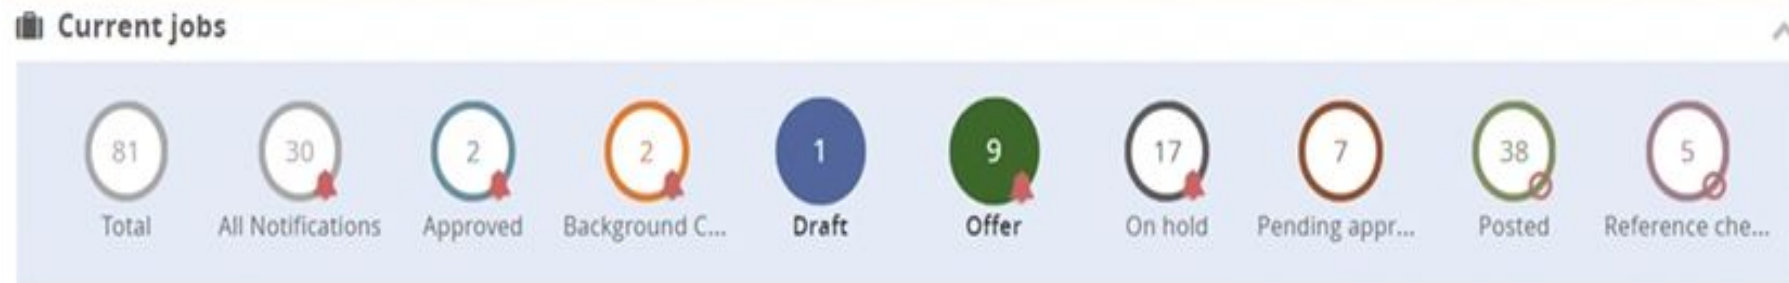 Current jobs
81 30 2 2 1 9 17 7 38 5
Total All Notifications Approved Background C... Draft Offer On hold Pending appr... Posted Reference che...